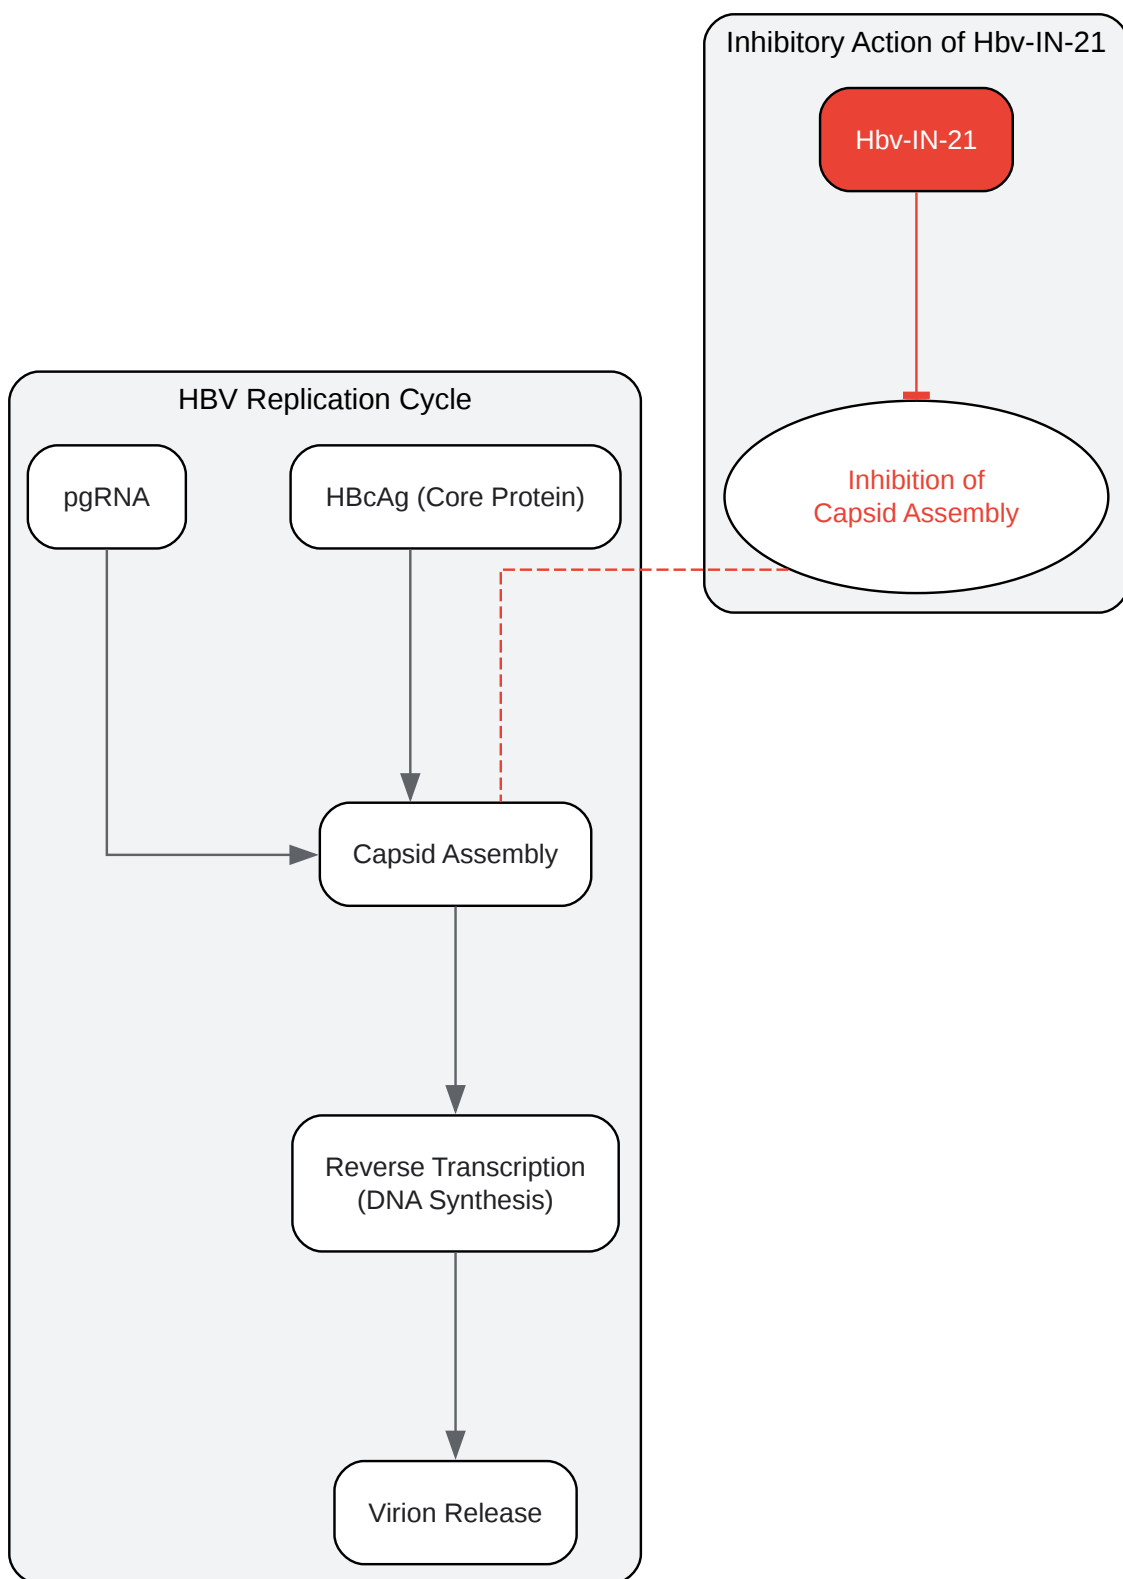 Inhibitory Action of Hbv-IN-21
Hbv-IN-21
Inhibition of
Capsid Assembly
HBV Replication Cycle
pgRNA
HBcAg (Core Protein)
Capsid Assembly
Reverse Transcription
(DNA Synthesis)
Virion Release